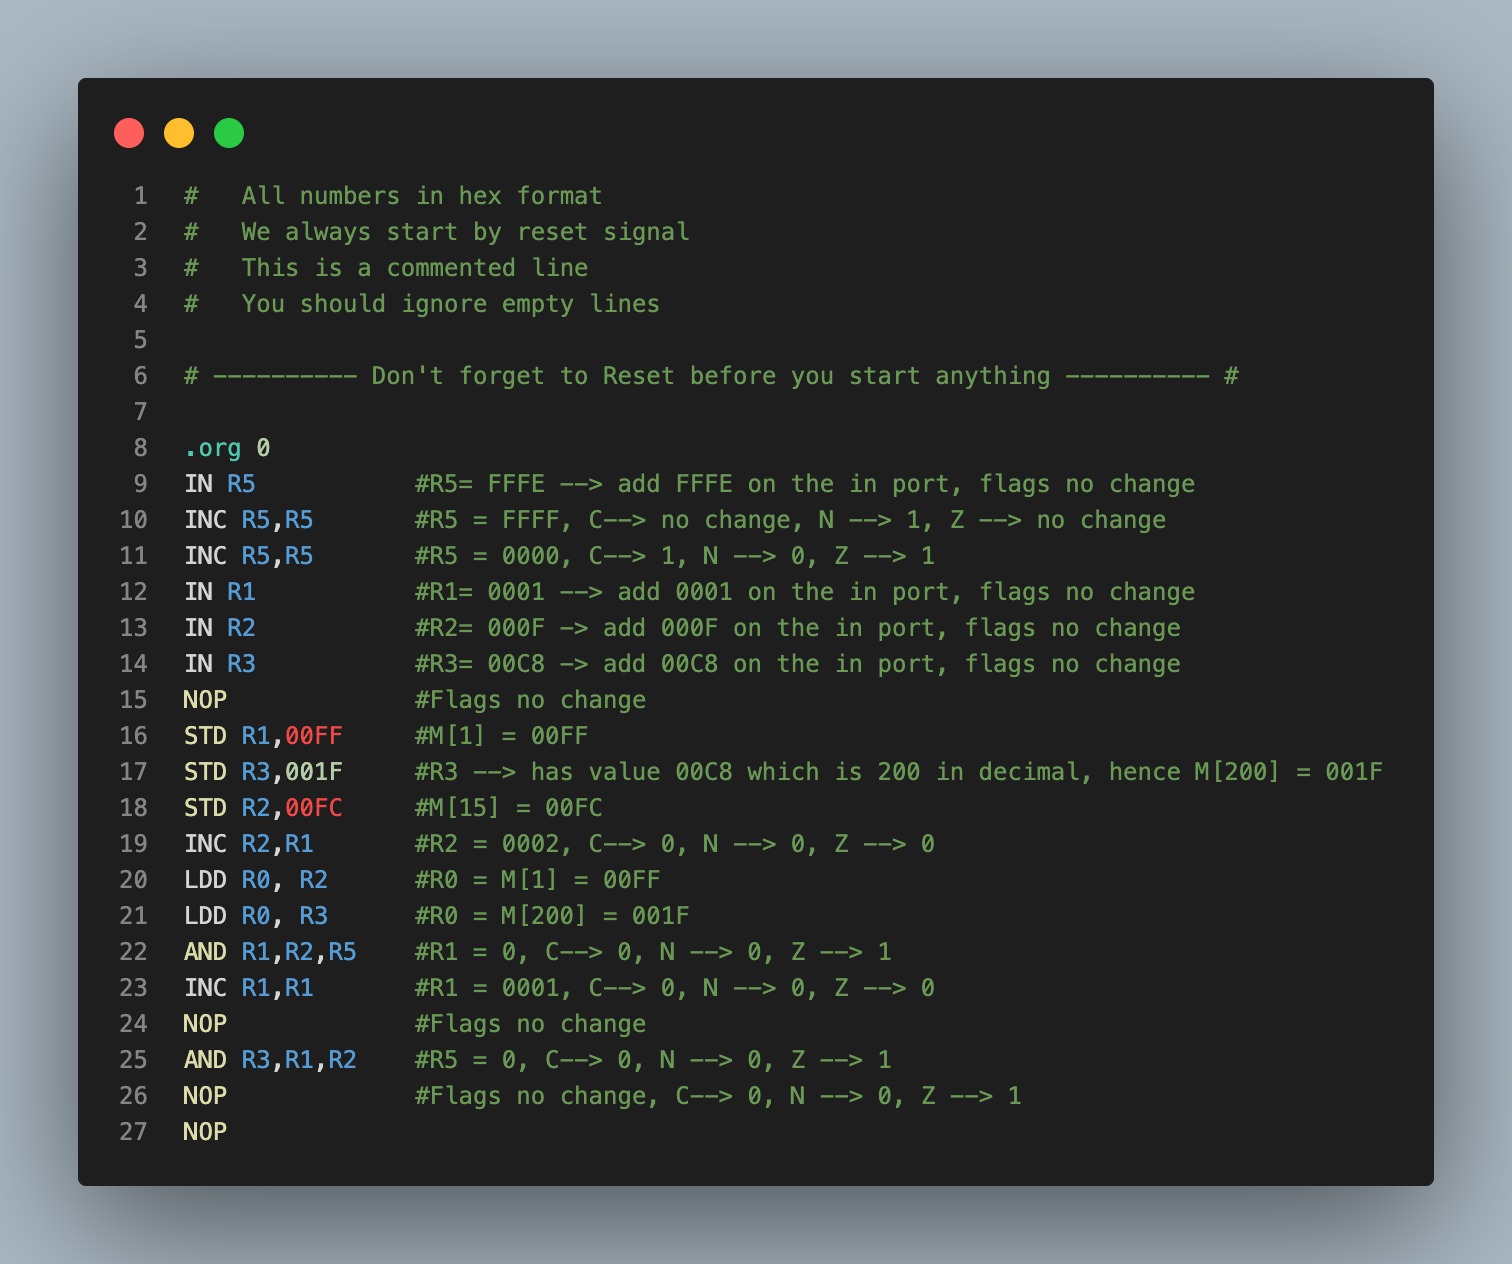 1 # All numbers in hex format
2 # We always start by reset signal
3 # This is a commented line
4 # You should ignore empty lines
5
6 # ---------- Don't forget to Reset before you start anything ---------- #
7
8 .org 0
9 IN R5 #R5= FFFE --> add FFFE on the in port, flags no change
10 INC R5,R5 #R5 = FFFF, C--> no change, N --> 1, Z --> no change
11 INC R5,R5 #R5 = 0000, C--> 1, N --> 0, Z --> 1
12 IN R1 #R1= 0001 --> add 0001 on the in port, flags no change
13 IN R2 #R2= 000F -> add 000F on the in port, flags no change
14 IN R3 #R3= 00C8 -> add 00C8 on the in port, flags no change
15 NOP #Flags no change
16 STD R1,00FF #M[1] = 00FF
17 STD R3,001F #R3 --> has value 00C8 which is 200 in decimal, hence M[200] = 001F
18 STD R2,00FC #M[15] = 00FC
19 INC R2,R1 #R2 = 0002, C--> 0, N --> 0, Z --> 0
20 LDD R0, R2 #R0 = M[1] = 00FF
21 LDD R0, R3 #R0 = M[200] = 001F
22 AND R1,R2,R5 #R1 = 0, C--> 0, N --> 0, Z --> 1
23 INC R1,R1 #R1 = 0001, C--> 0, N --> 0, Z --> 0
24 NOP #Flags no change
25 AND R3,R1,R2 #R5 = 0, C--> 0, N --> 0, Z --> 1
26 NOP #Flags no change, C--> 0, N --> 0, Z --> 1
27 NOP